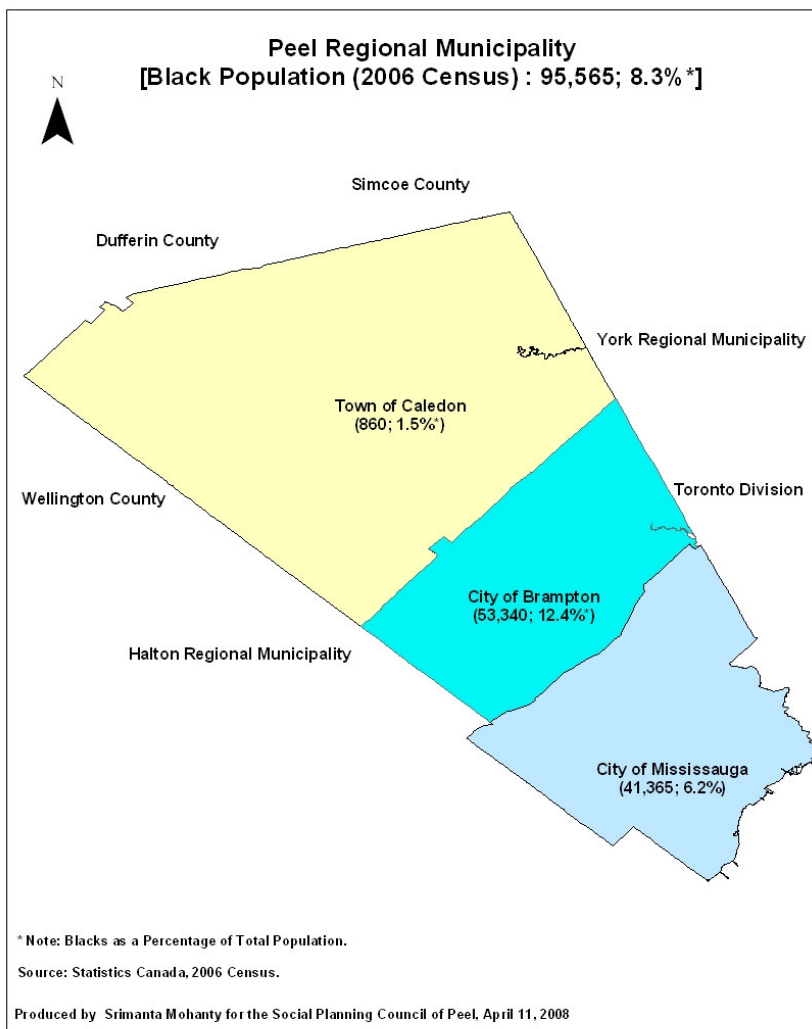 Peel Regional Municipality
[Black Population (2006 Census) : 95,565; 8.3%*]
N
Simcoe County
Dufferin County
York Regional Municipality
Town of Caledon
(860; 1.5%*)
Toronto Division
Wellington County
City of Brampton
(53,340; 12.4%*)
Halton Regional Municipality
City of Mississauga
(41,365; 6.2%)
* Note: Blacks as a Percentage of Total Population.
Source: Statistics Canada, 2006 Census.
Produced by Srimanta Mohanty for the Social Planning Council of Peel, April 11, 2008